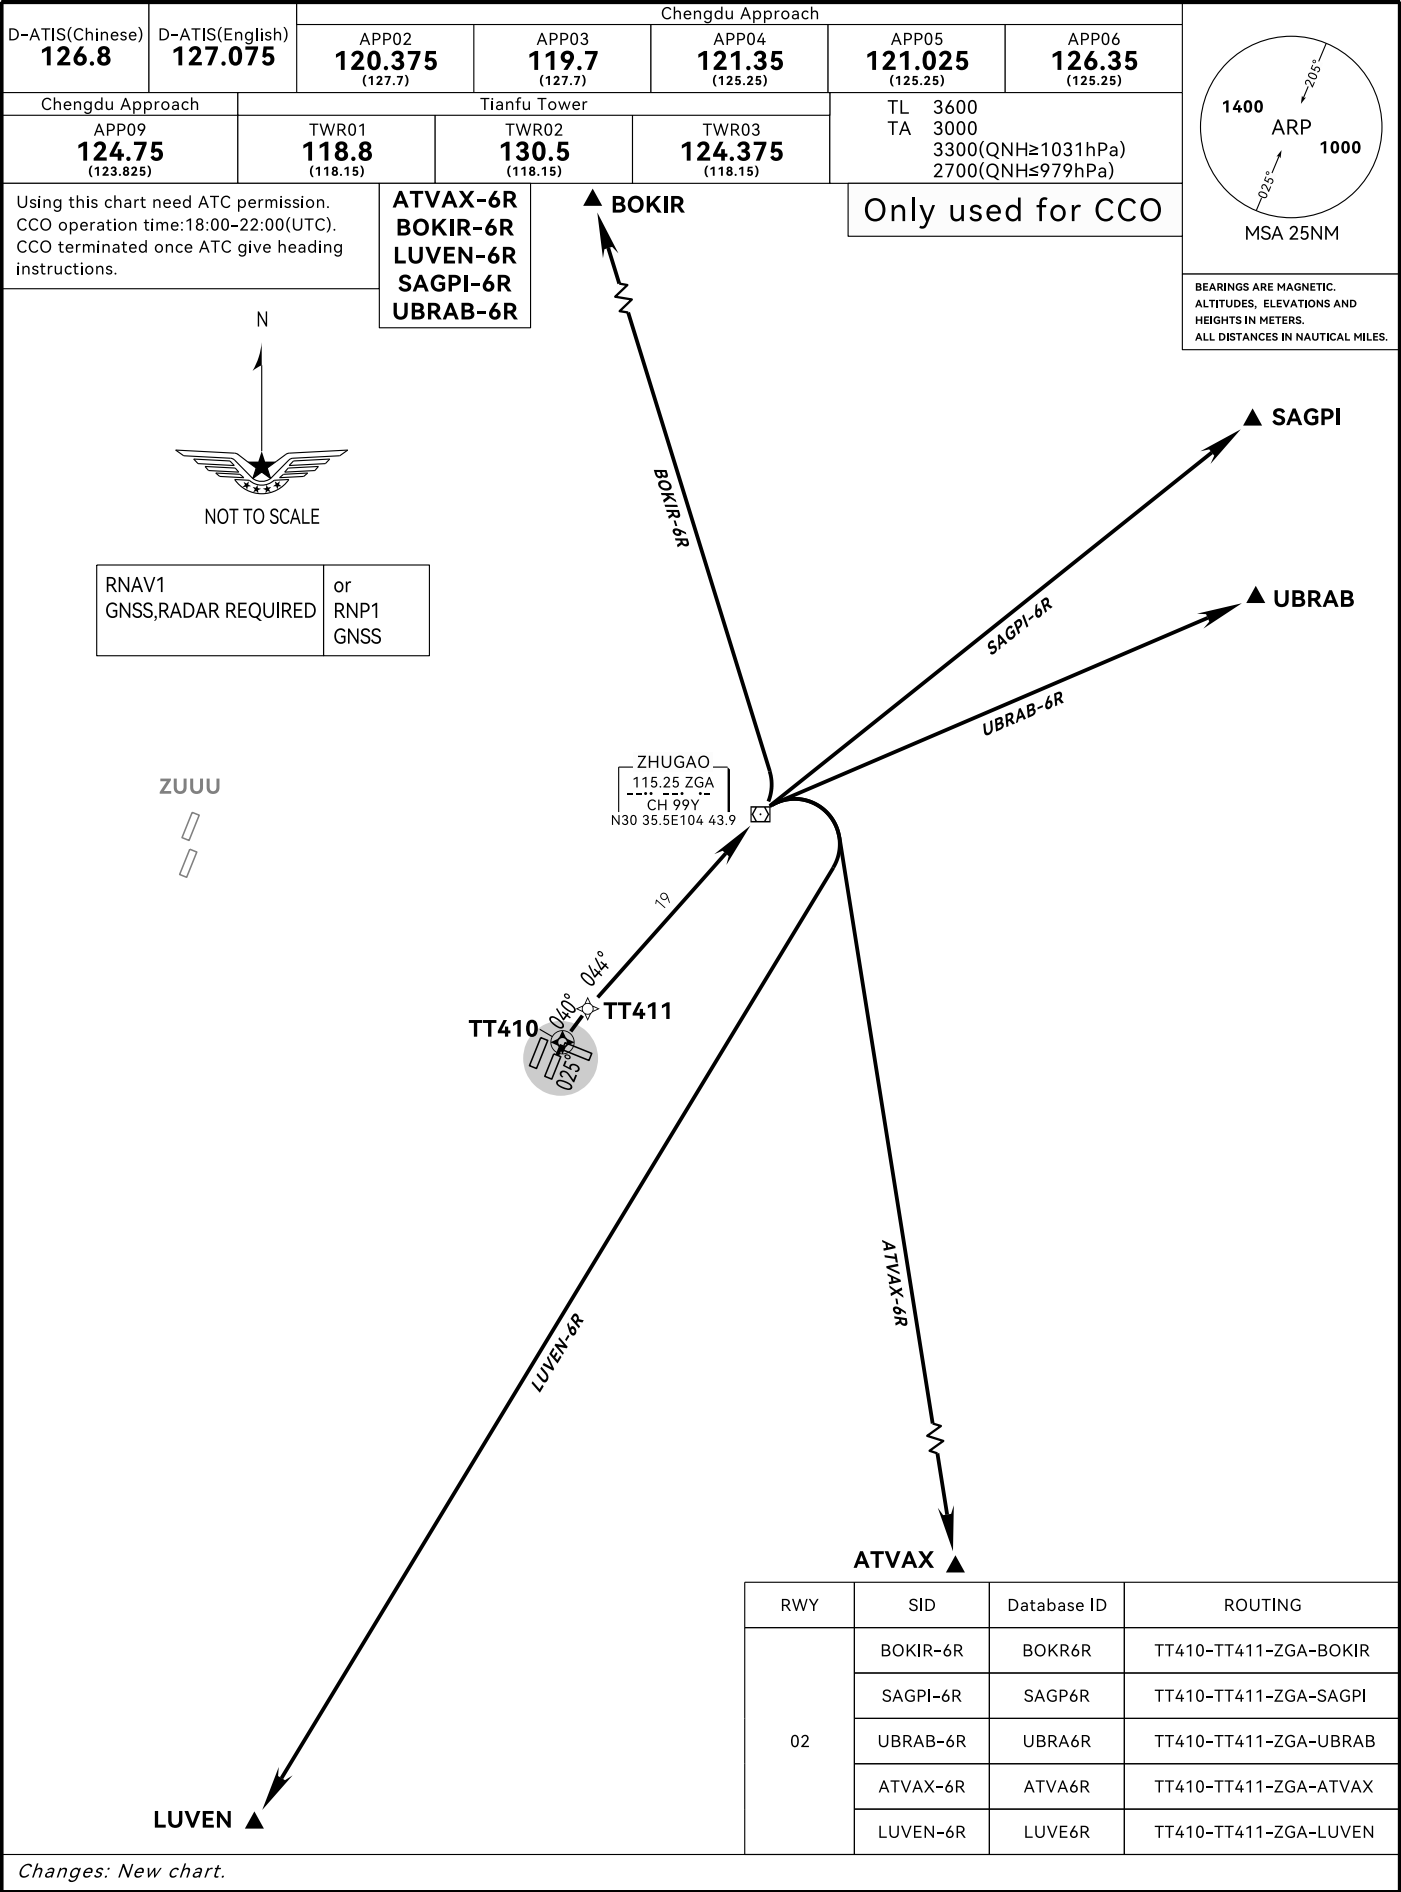 D-ATIS(Chinese)
126.8
D-ATIS(English)
127.075
Chengdu Approach
APP02
120.375
(127.7)
APP03
119.7
(127.7)
APP04
121.35
(125.25)
APP05
121.025
(125.25)
APP06
126.35
(125.25)
Chengdu Approach
APP09
124.75
(123.825)
Tianfu Tower
TWR01
118.8
(118.15)
TWR02
130.5
(118.15)
TWR03
124.375
(118.15)
TL 3600
TA 3000
3300(QNH≥1031hPa)
2700(QNH≤979hPa)
205°
1400
ARP
1000
025°
MSA 25NM
Using this chart need ATC permission.
CCO operation time:18:00-22:00(UTC).
CCO terminated once ATC give heading
instructions.
ATVAX-6R
BOKIR-6R
LUVEN-6R
SAGPI-6R
UBRAB-6R
BOKIR
Only used for CCO
BEARINGS ARE MAGNETIC.
ALTITUDES, ELEVATIONS AND
HEIGHTS IN METERS.
ALL DISTANCES IN NAUTICAL MILES.
N
NOT TO SCALE
SAGPI
BOKIR-6R
RNAV1
GNSS,RADAR REQUIRED
or
RNP1
GNSS
UBRAB
SAGPI-6R
UBRAB-6R
ZUUU
ZHUGAO
115.25 ZGA
CH 99Y
N30 35.5E104 43.9
19
044°
040°
TT411
TT410
025°
ATVAX-6R
LUVEN-6R
ATVAX
LUVEN
RWY SID Database ID ROUTING
02
BOKIR-6R BOKR6R TT410-TT411-ZGA-BOKIR
SAGPI-6R SAGP6R TT410-TT411-ZGA-SAGPI
UBRAB-6R UBRA6R TT410-TT411-ZGA-UBRAB
ATVAX-6R ATVA6R TT410-TT411-ZGA-ATVAX
LUVEN-6R LUVE6R TT410-TT411-ZGA-LUVEN
Changes: New chart.